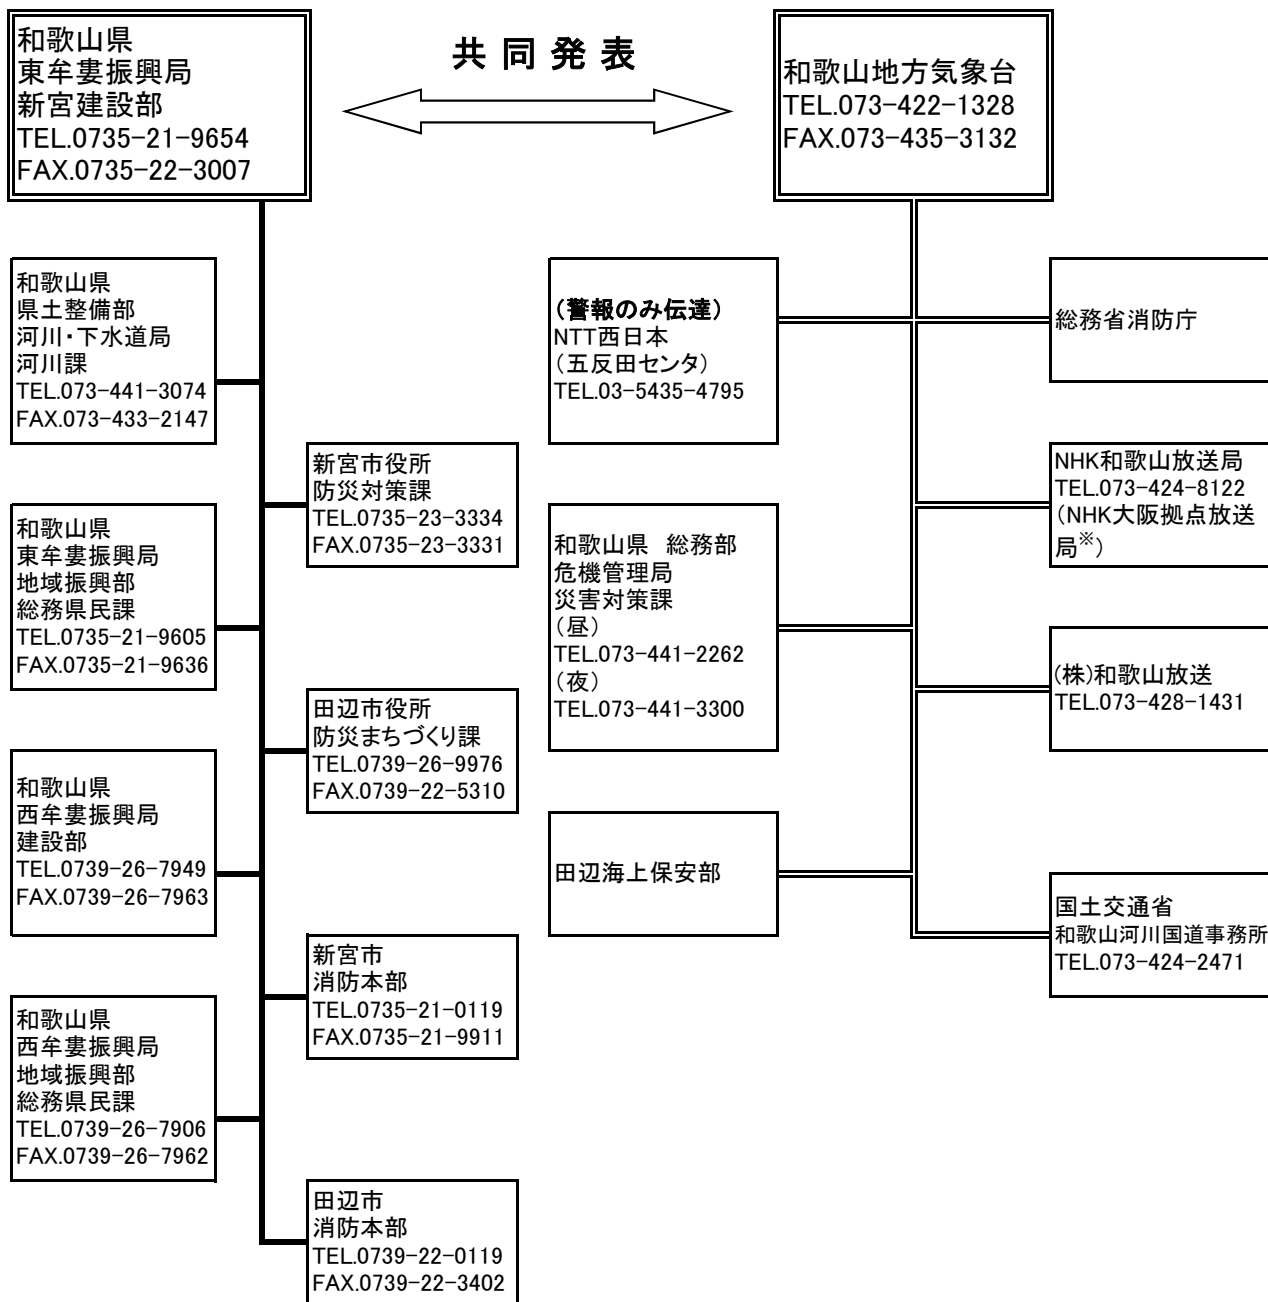 和歌山県
東牟婁振興局
新宮建設部
TEL.0735-21-9654
FAX.0735-22-3007
共同発表
和歌山地方気象台
TEL.073-422-1328
FAX.073-435-3132
和歌山県
県土整備部
河川・下水道局
河川課
TEL.073-441-3074
FAX.073-433-2147
新宮市役所
防災対策課
TEL.0735-23-3334
FAX.0735-23-3331
和歌山県
東牟婁振興局
地域振興部
総務県民課
TEL.0735-21-9605
FAX.0735-21-9636
田辺市役所
防災まちづくり課
TEL.0739-26-9976
FAX.0739-22-5310
和歌山県
西牟婁振興局
建設部
TEL.0739-26-7949
FAX.0739-26-7963
新宮市
消防本部
TEL.0735-21-0119
FAX.0735-21-9911
和歌山県
西牟婁振興局
地域振興部
総務県民課
TEL.0739-26-7906
FAX.0739-26-7962
田辺市
消防本部
TEL.0739-22-0119
FAX.0739-22-3402
(警報のみ伝達)
NTT西日本
(五反田センタ)
TEL.03-5435-4795
和歌山県 総務部
危機管理局
災害対策課
(昼)
TEL.073-441-2262
(夜)
TEL.073-441-3300
田辺海上保安部
総務省消防庁
NHK和歌山放送局
TEL.073-424-8122
(NHK大阪拠点放送
局※)
(株)和歌山放送
TEL.073-428-1431
国土交通省
和歌山河川国道事務所
TEL.073-424-2471